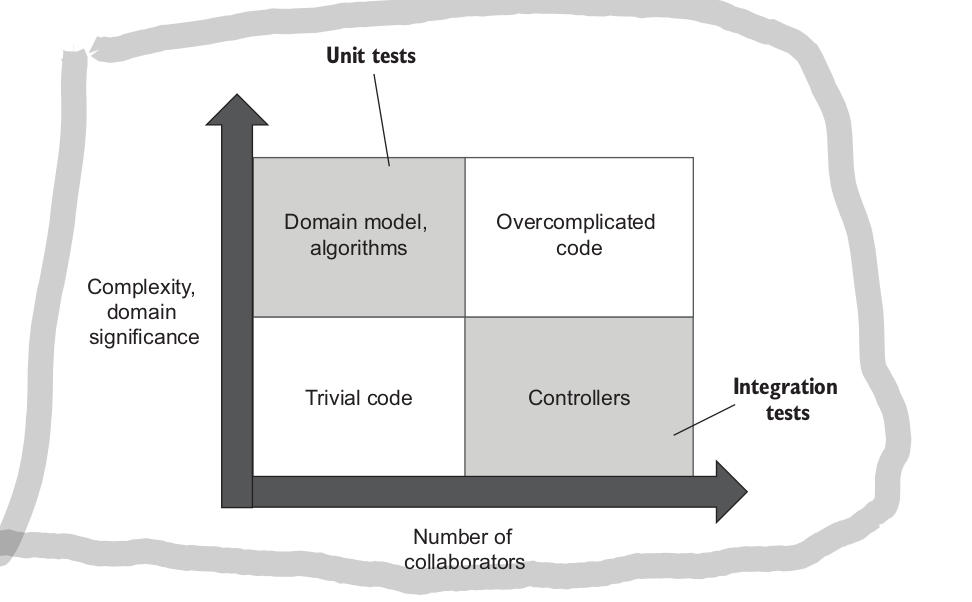 Unit tests
Domain model,
algorithms
Overcomplicated
code
Complexity,
domain
significance
Trivial code
Controllers
Integration
tests
Number of
collaborators